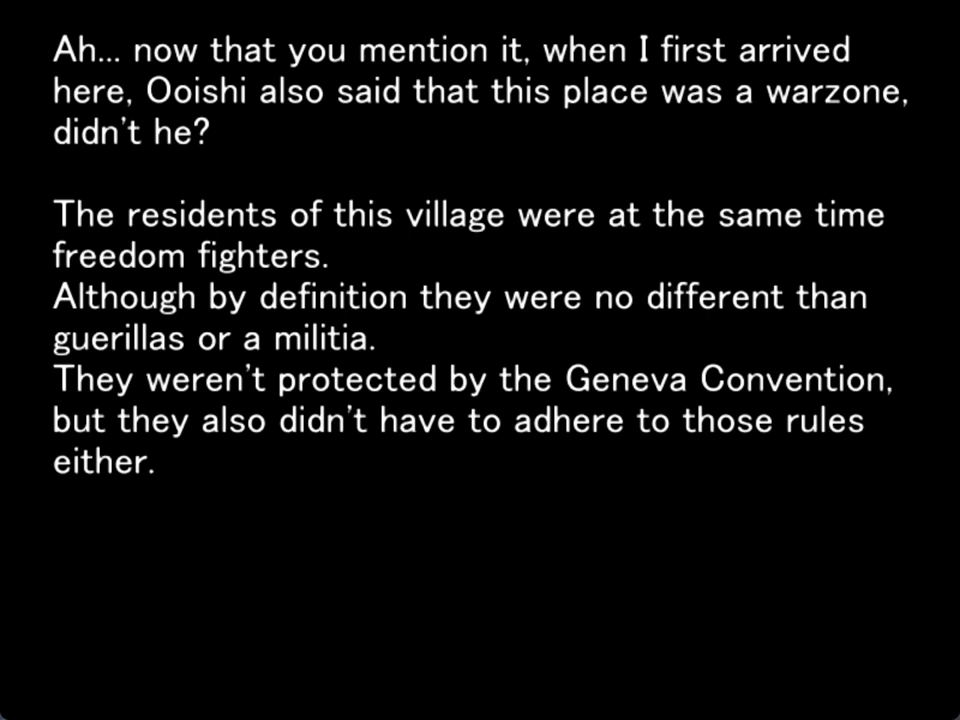 Ah... now that you mention it, when I first arrived
here, Ooishi also said that this place was a warzone,
didn't he?
The residents of this village were at the same time
freedom fighters.
Although by definition they were no different than
guerillas or a militia.
They weren't protected by the Geneva Convention,
but they also didn't have to adhere to those rules
either.